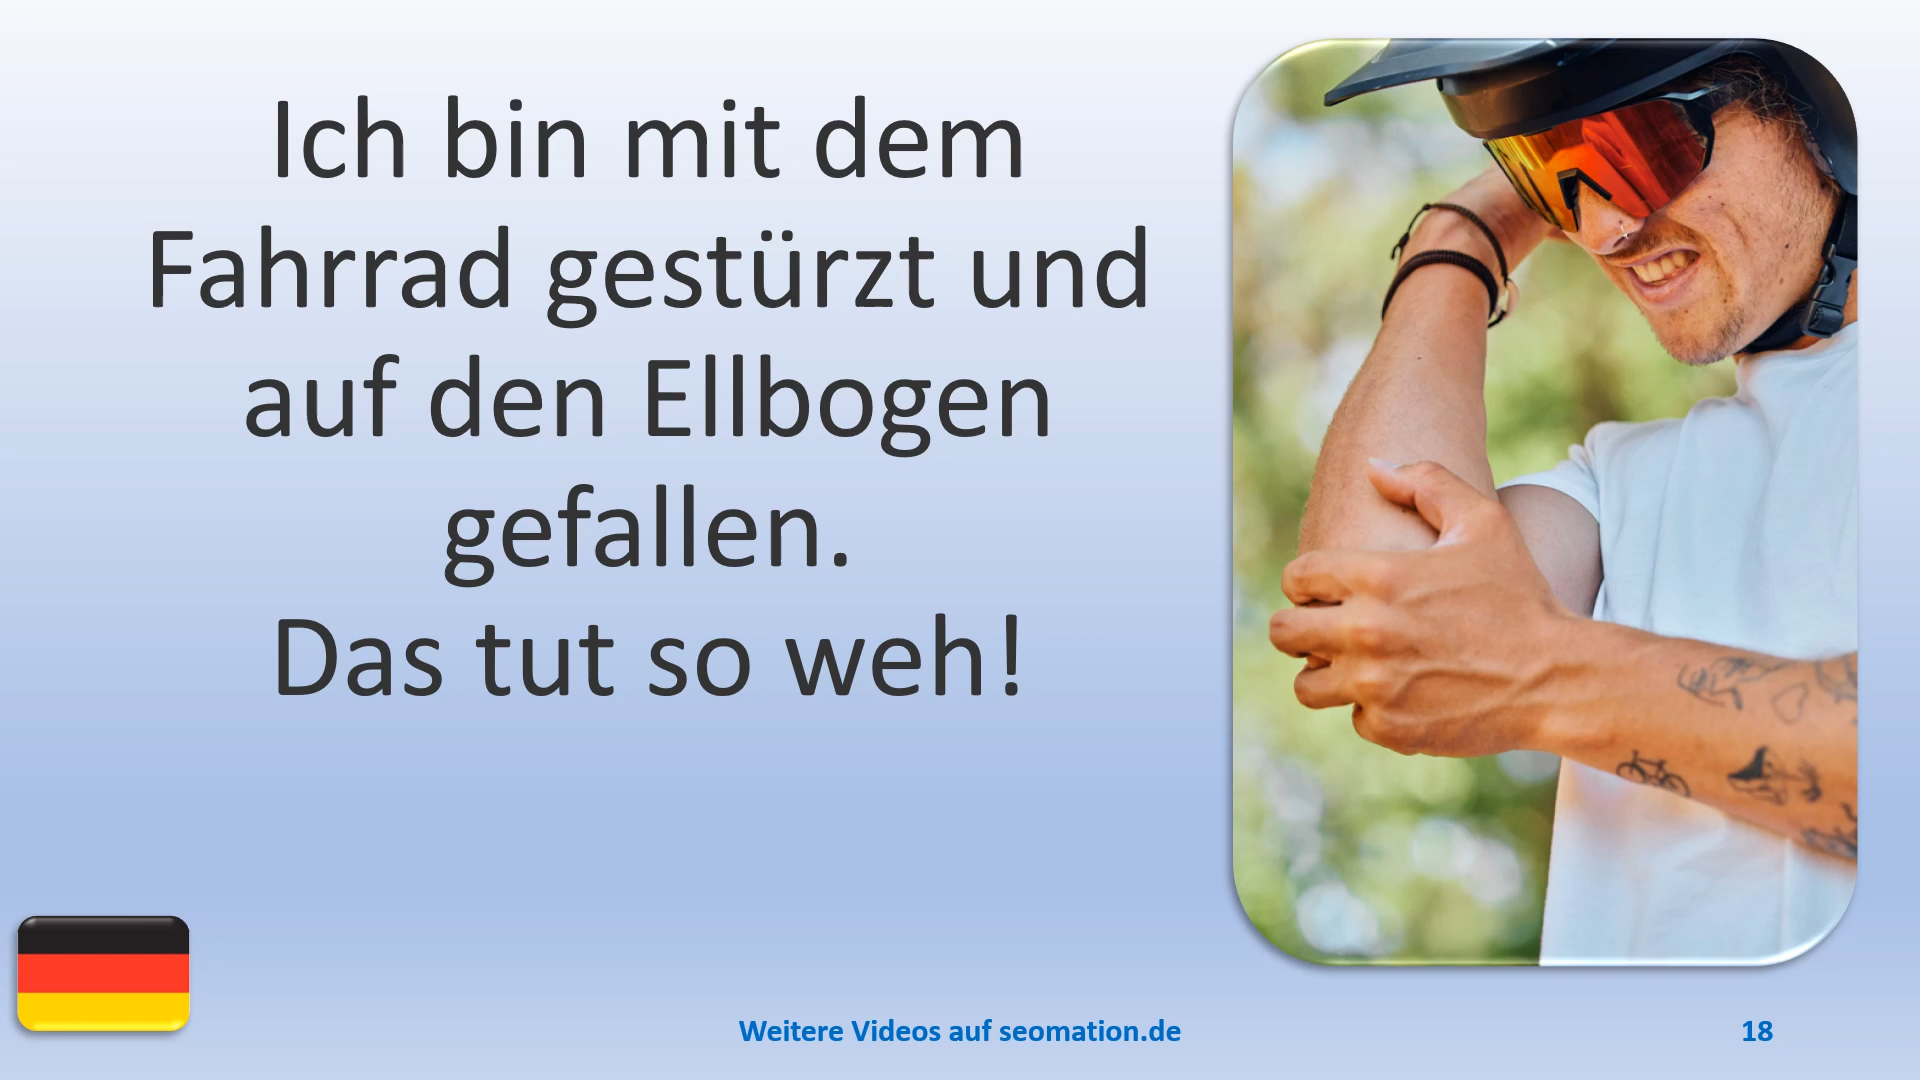 Ich bin mit dem
Fahrrad gestürzt und
auf den Ellbogen
gefallen.
Das tut so weh!
Weitere Videos auf seomation.de
18